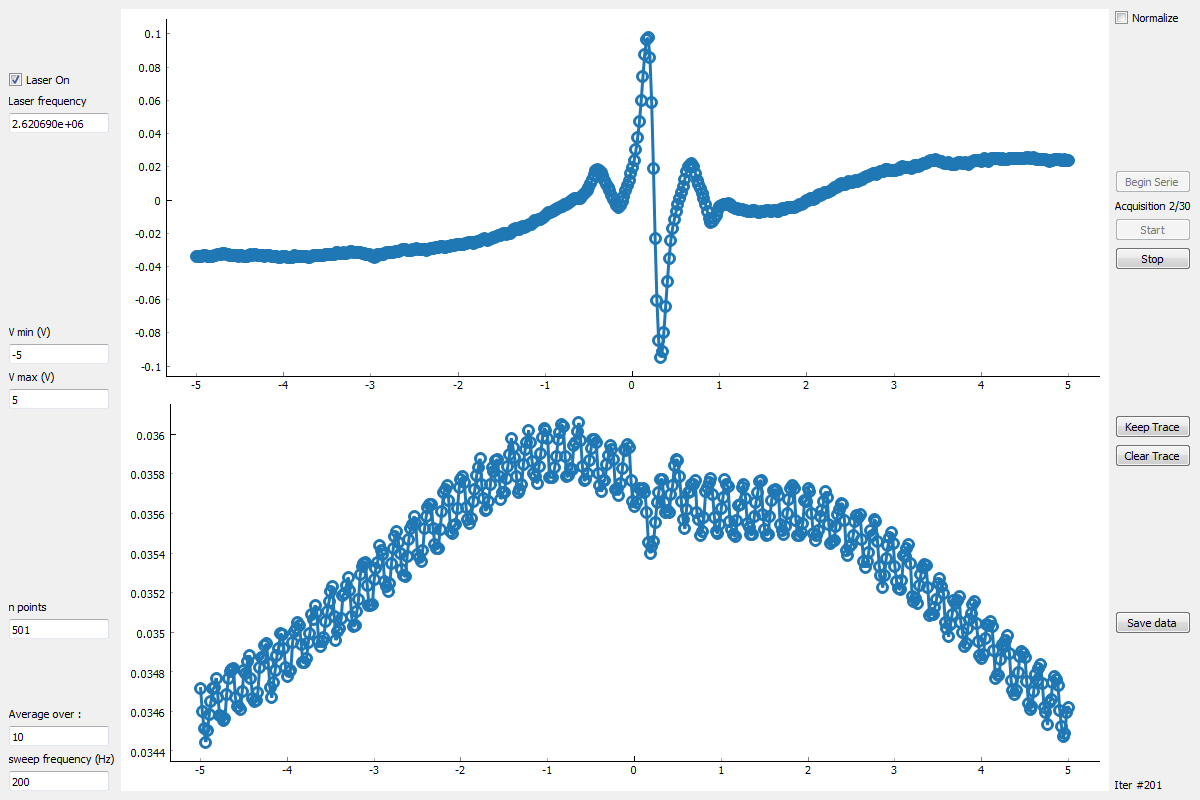 Laser On
Laser frequency
2.620690e+06
V min (V)
-5
V max (V)
5
n points
501
Average over :
10
sweep frequency (Hz)
200
0.1
0.08
0.06
0.04
0.02
0
-0.02
-0.04
-0.06
-0.08
-0.1
-5 -4 -3 -2 -1 0 1 2 3 4 5
0.036
0.0358
0.0356
0.0354
0.0352
0.035
0.0348
0.0346
0.0344
-5 -4 -3 -2 -1 0 1 2 3 4 5
Normalize
Begin Serie
Acquisition 2/30
Start
Stop
Keep Trace
Clear Trace
Save data
Iter #201